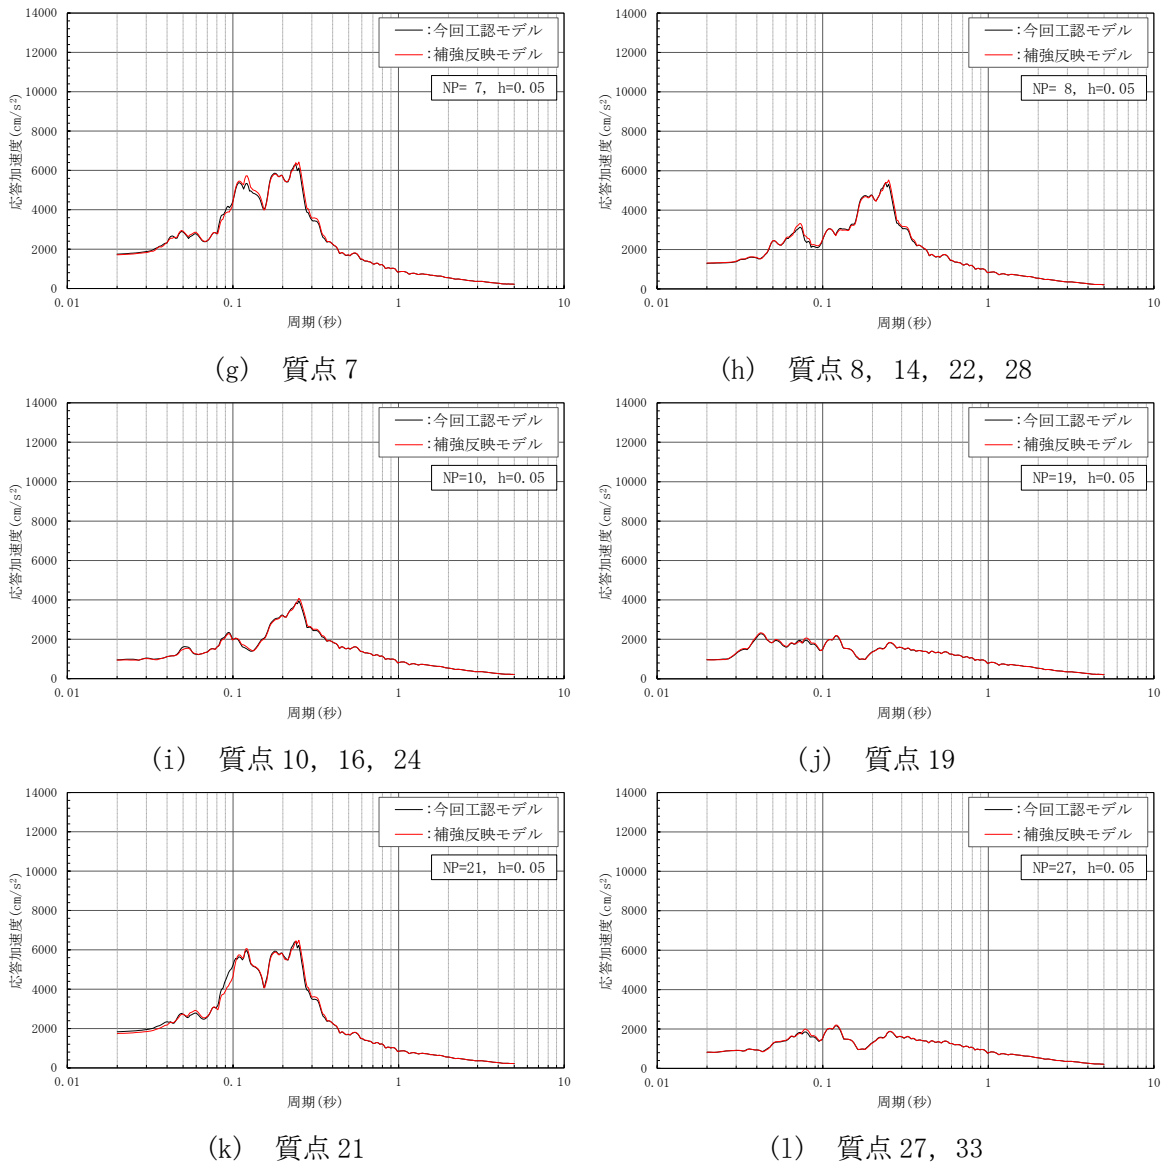 14000
12000
10000
8000
6000
4000
2000
0
応答加速度(cm/s²)
:今回工認モデル
:補強反映モデル
NP= 7, h=0.05
0.01 0.1 1 10
周期(秒)
(g) 質点 7
14000
12000
10000
8000
6000
4000
2000
0
応答加速度(cm/s²)
:今回工認モデル
:補強反映モデル
NP= 8, h=0.05
0.01 0.1 1 10
周期(秒)
(h) 質点 8, 14, 22, 28
14000
12000
10000
8000
6000
4000
2000
0
応答加速度(cm/s²)
:今回工認モデル
:補強反映モデル
NP=10, h=0.05
0.01 0.1 1 10
周期(秒)
(i) 質点 10, 16, 24
14000
12000
10000
8000
6000
4000
2000
0
応答加速度(cm/s²)
:今回工認モデル
:補強反映モデル
NP=19, h=0.05
0.01 0.1 1 10
周期(秒)
(j) 質点 19
14000
12000
10000
8000
6000
4000
2000
0
応答加速度(cm/s²)
:今回工認モデル
:補強反映モデル
NP=21, h=0.05
0.01 0.1 1 10
周期(秒)
(k) 質点 21
14000
12000
10000
8000
6000
4000
2000
0
応答加速度(cm/s²)
:今回工認モデル
:補強反映モデル
NP=27, h=0.05
0.01 0.1 1 10
周期(秒)
(l) 質点 27, 33